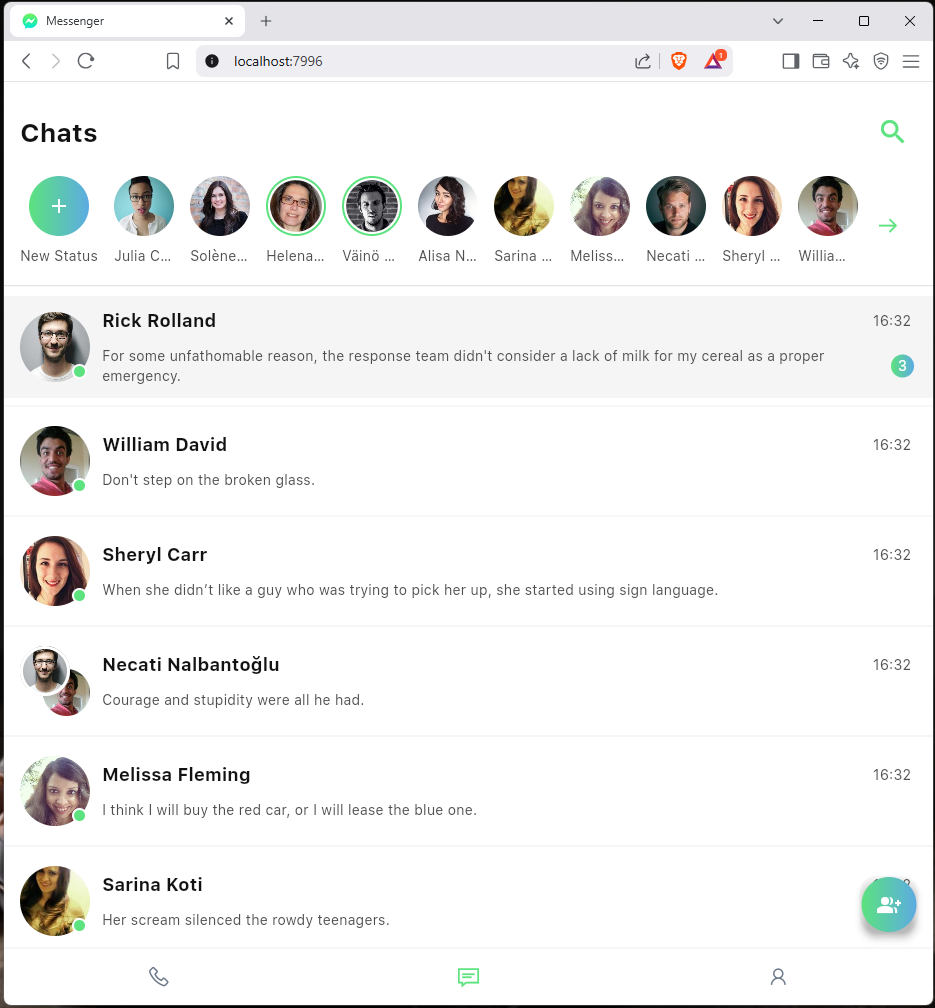 Messenger
localhost:7996
1
Chats
New Status
Julia C...
Solène...
Helena...
Väinö ...
Alisa N...
Sarina ...
Meliss...
Necati ...
Sheryl ...
Willia...
Rick Rolland
16:32
For some unfathomable reason, the response team didn't consider a lack of milk for my cereal as a proper
emergency.
3
William David
16:32
Don't step on the broken glass.
Sheryl Carr
16:32
When she didn’t like a guy who was trying to pick her up, she started using sign language.
Necati Nalbantoğlu
16:32
Courage and stupidity were all he had.
Melissa Fleming
16:32
I think I will buy the red car, or I will lease the blue one.
Sarina Koti
Her scream silenced the rowdy teenagers.